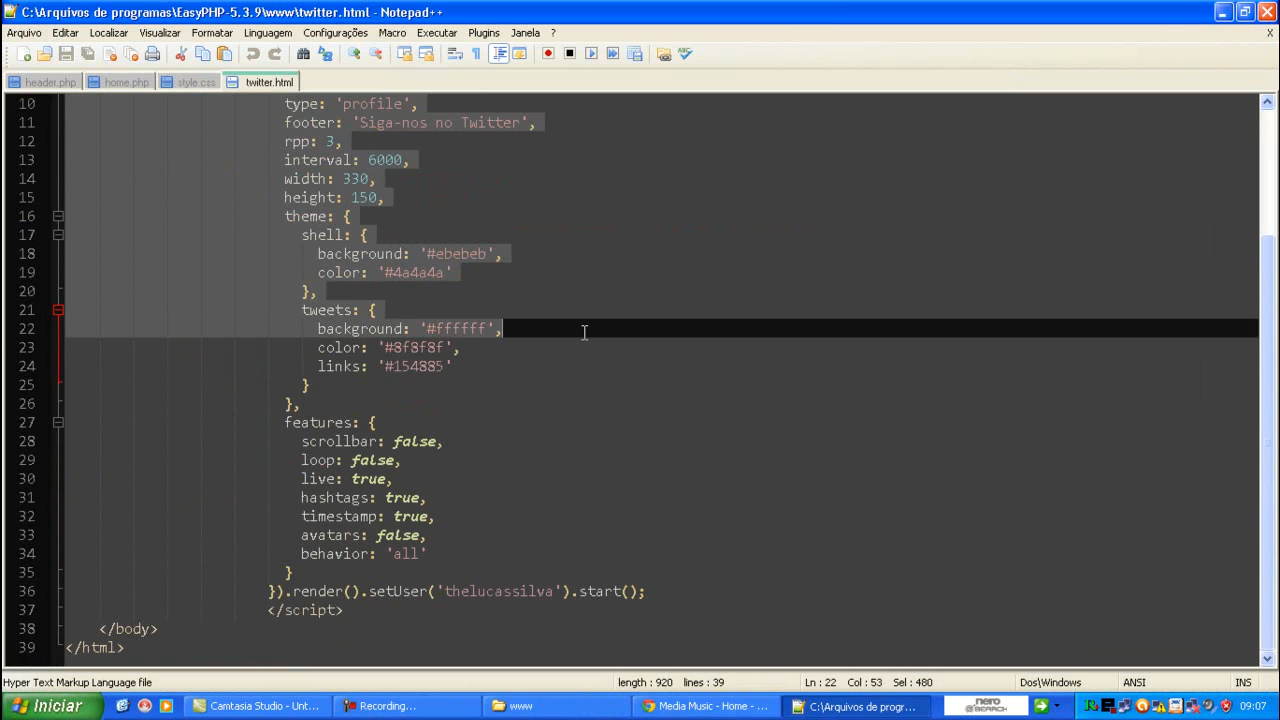 C:\Arquivos de programas\EasyPHP-5.3.9\www\twitter.html - Notepad++
Arquivo Editar Localizar Visualizar Formatar Linguagem Configurações Macro Executar Plugins Janela ? X
header.php home.php style.css twitter.html
10 type: 'profile',
11 footer: 'Siga-nos no Twitter',
12 rpp: 3,
13 interval: 6000,
14 width: 330,
15 height: 150,
16 theme: {
17 shell: {
18 background: '#ebebeb',
19 color: '#4a4a4a'
20 },
21 tweets: {
22 background: '#ffffff',
23 color: '#8f8f8f',
24 links: '#154885'
25 }
26 },
27 features: {
28 scrollbar: false,
29 loop: false,
30 live: true,
31 hashtags: true,
32 timestamp: true,
33 avatars: false,
34 behavior: 'all'
35 }
36 }).render().setUser('thelucassilva').start();
37 </script>
38 </body>
39 </html>
Hyper Text Markup Language file length : 920 lines : 39 Ln : 22 Col : 53 Sel : 480 Dos\Windows ANSI INS
Iniciar Camtasia Studio - Unt... Recording... www Media Music - Home - ... C:\Arquivos de progr... nero SEARCH 09:07